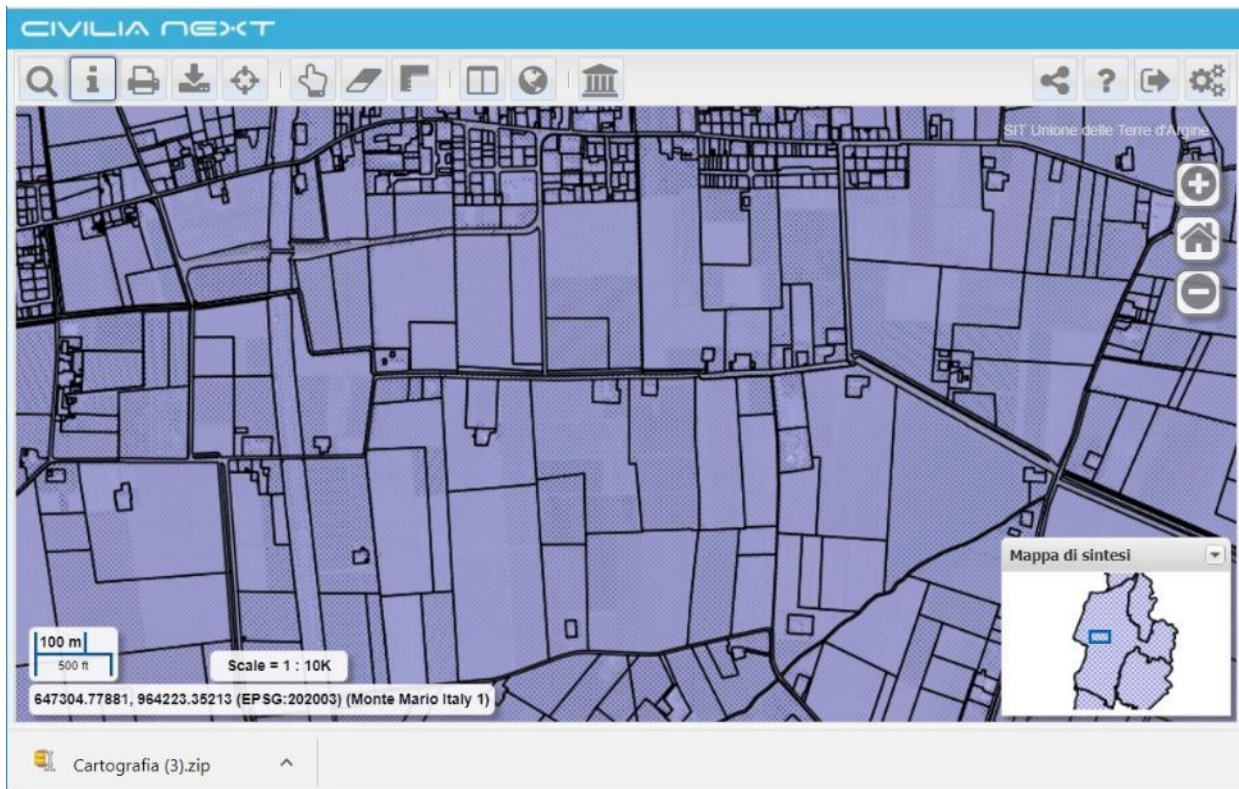 CIVILIA NEXT
SIT Unione delle Terre d'Argine
Mappa di sintesi
100 m
500 ft
Scale = 1 : 10K
647304.77881, 964223.35213 (EPSG:202003) (Monte Mario Italy 1)
Cartografia (3).zip